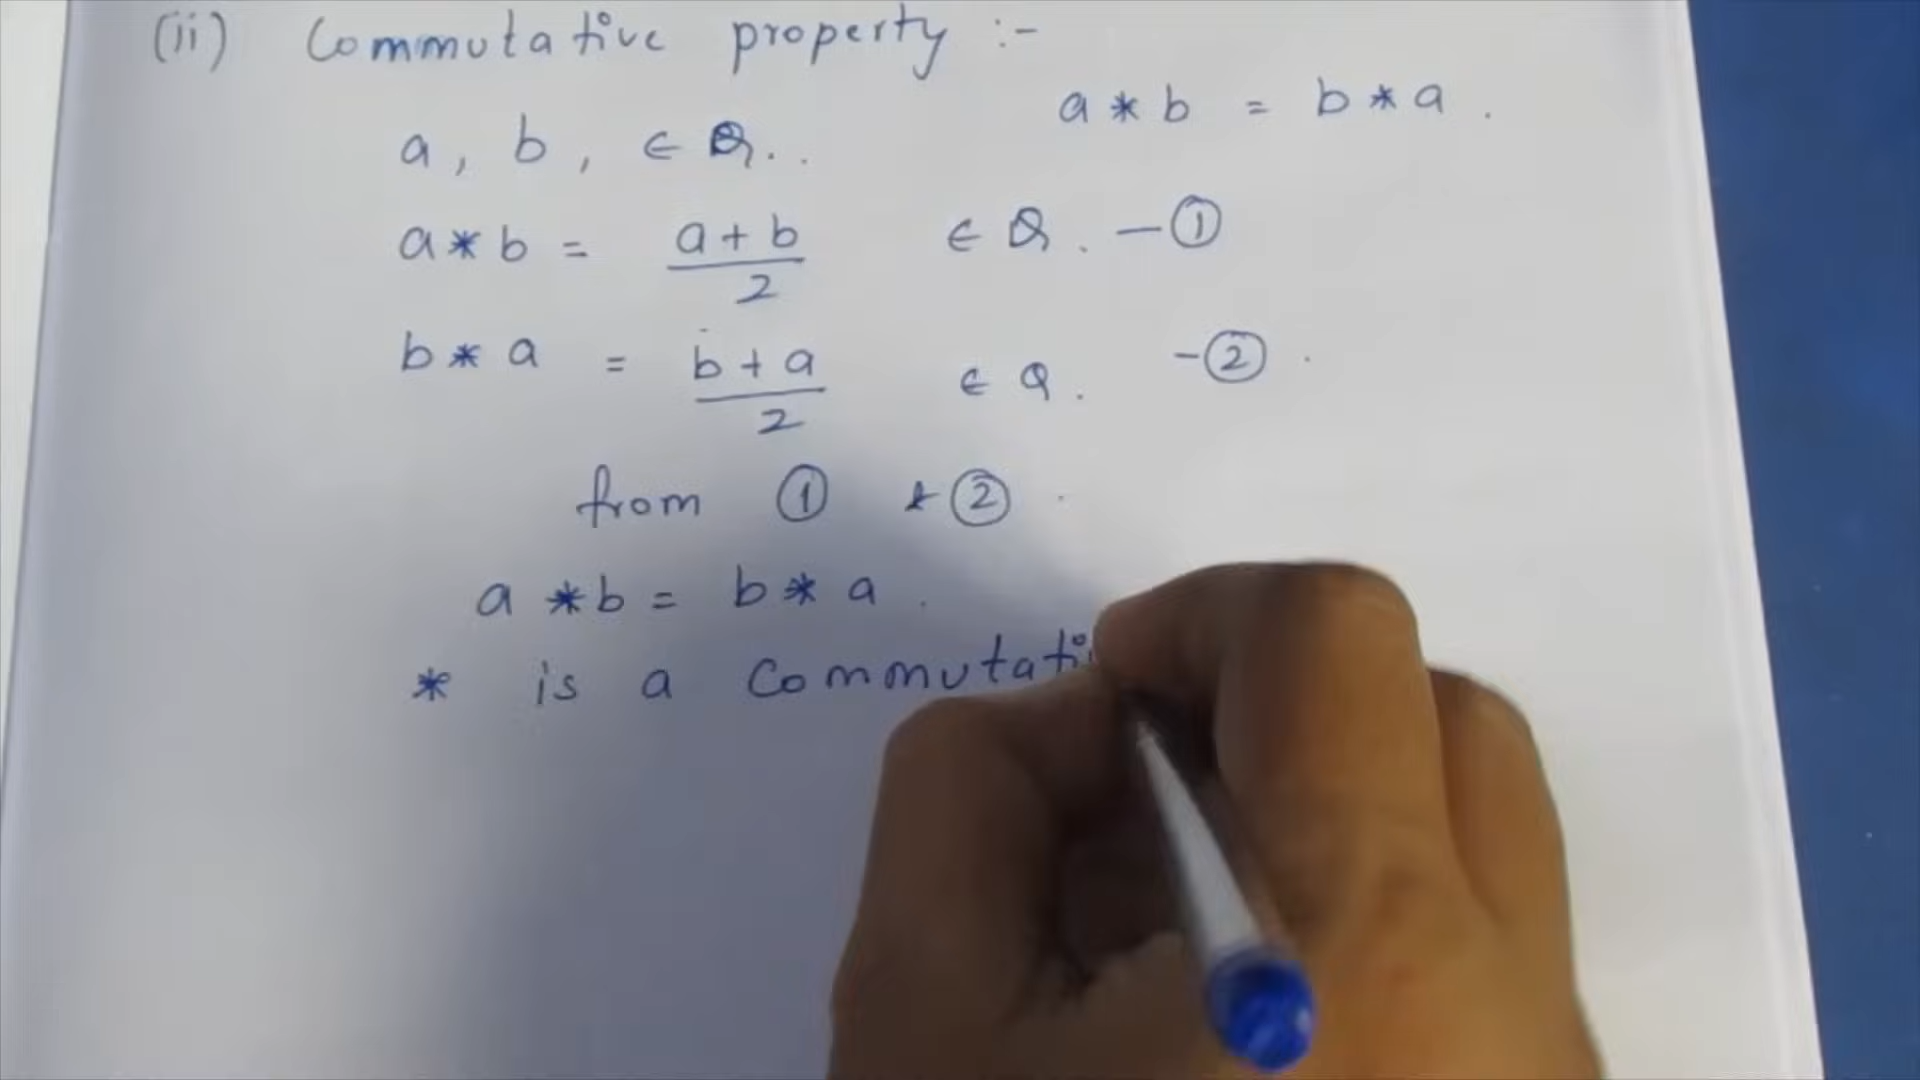 (ii) Commutative property :-
a * b = b * a .
a , b , ∈ Q . .
a * b = a + b / 2 ∈ Q . — ①
b * a = b + a / 2 ∈ Q . - ② .
from ① & ② .
a * b = b * a .
* is a Commutati